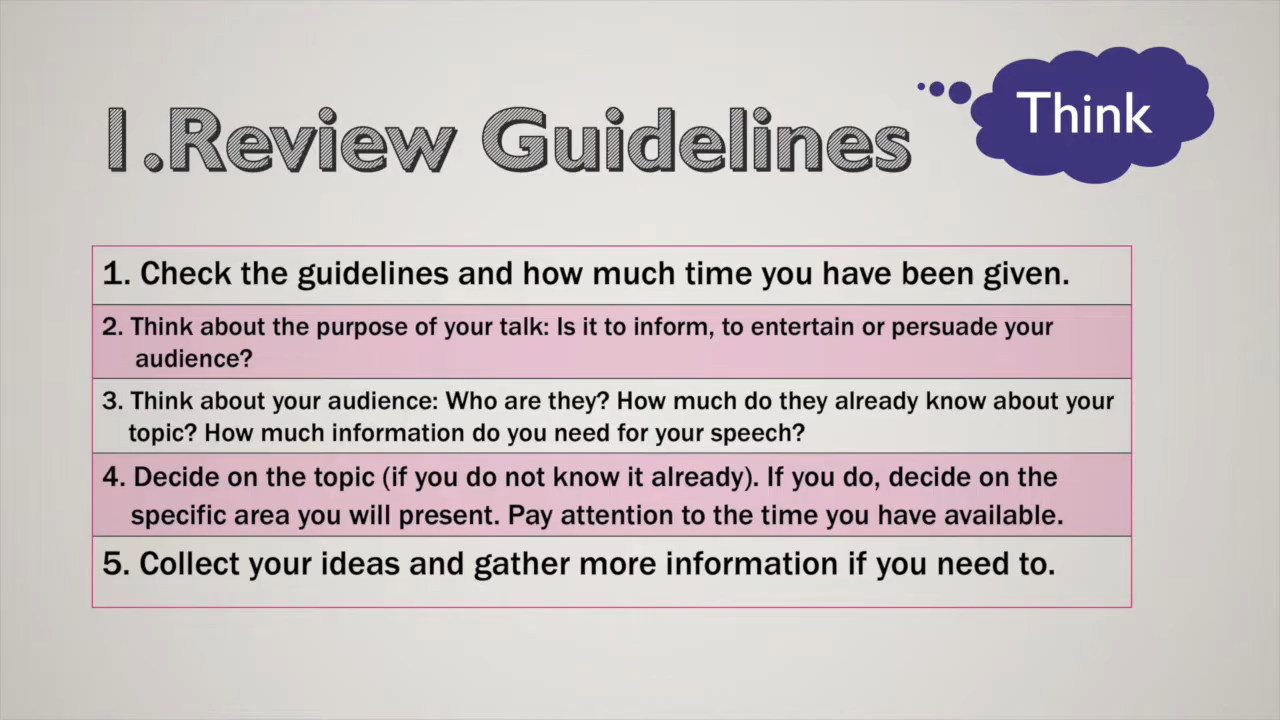 Think
1.Review Guidelines
1. Check the guidelines and how much time you have been given.
2. Think about the purpose of your talk: Is it to inform, to entertain or persuade your
audience?
3. Think about your audience: Who are they? How much do they already know about your
topic? How much information do you need for your speech?
4. Decide on the topic (if you do not know it already). If you do, decide on the
specific area you will present. Pay attention to the time you have available.
5. Collect your ideas and gather more information if you need to.